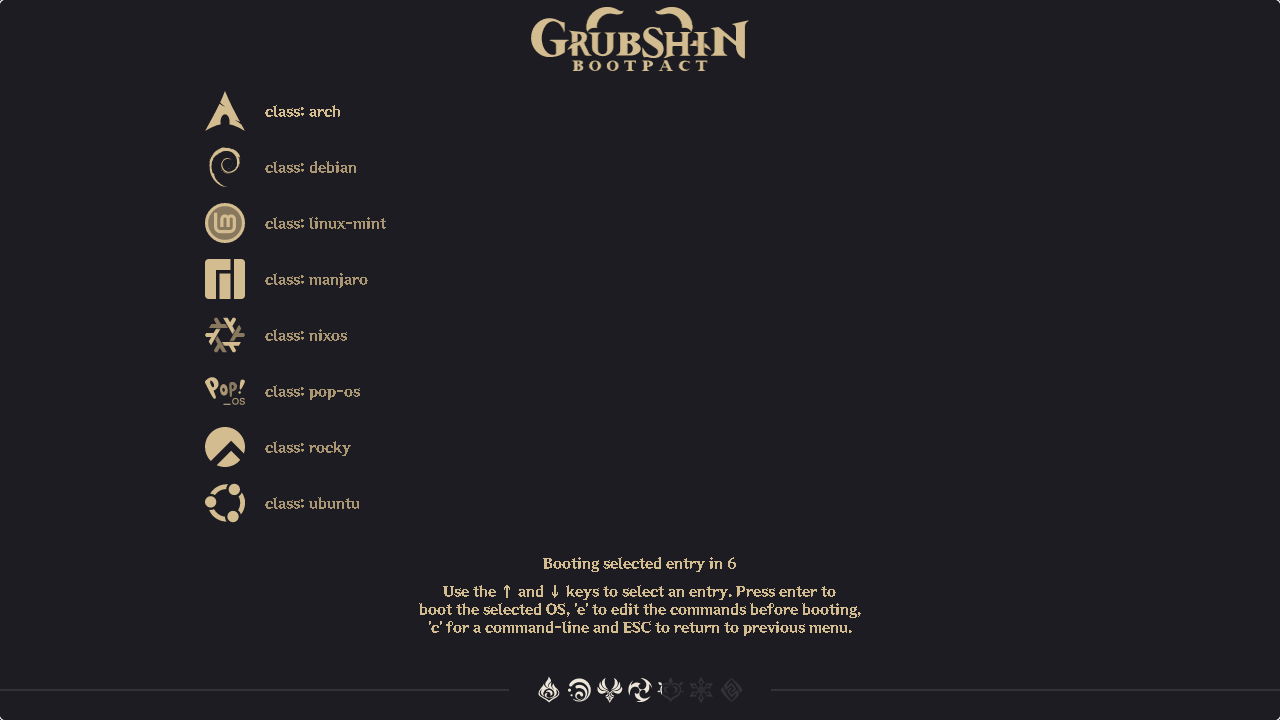 GRUBSHIN
BOOTPACT
class: arch
class: debian
lm class: linux-mint
class: manjaro
class: nixos
Pop!_OS class: pop-os
class: rocky
class: ubuntu
Booting selected entry in 6
Use the ↑ and ↓ keys to select an entry. Press enter to
boot the selected OS, 'e' to edit the commands before booting,
'c' for a command-line and ESC to return to previous menu.